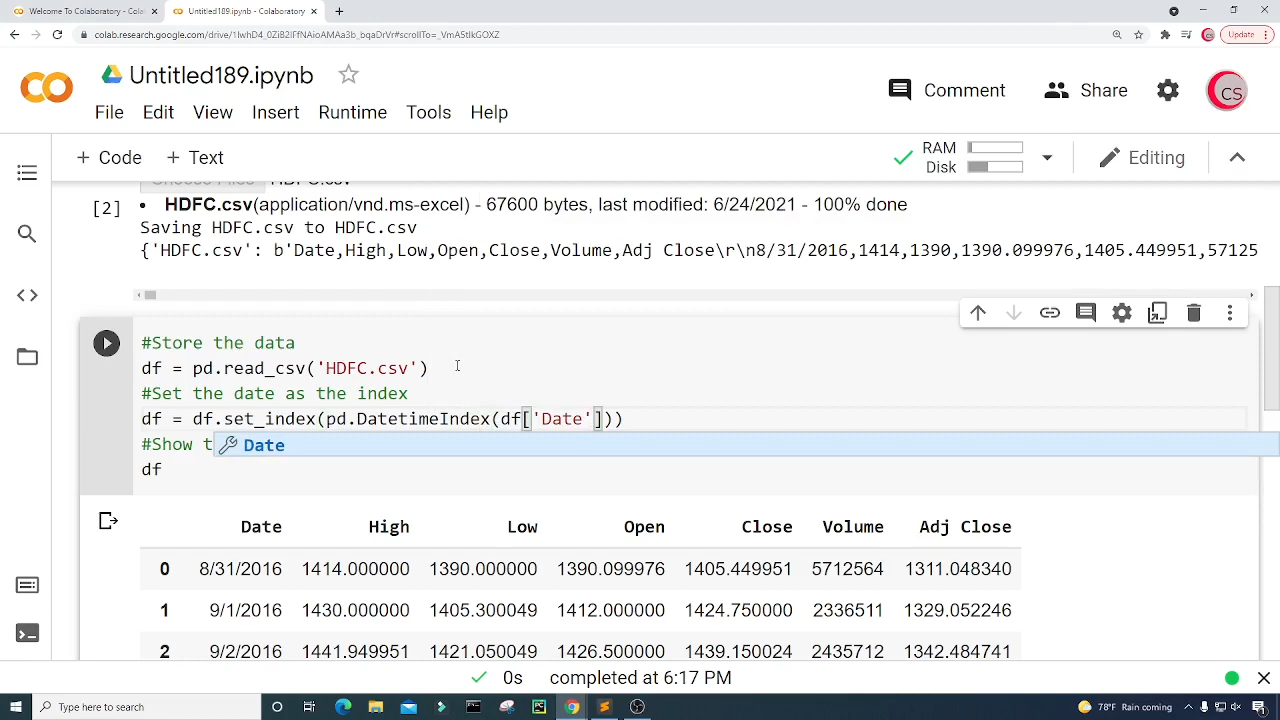 Welcome To Colaboratory - Colab
Untitled189.ipynb - Colaboratory
colab.research.google.com/drive/1IwhD4_0ZiB2lFfNAioAMAa3b_bqaDrVr#scrollTo=_VmA5tIkGOXZ
Update
Untitled189.ipynb
Comment
Share
CS
File Edit View Insert Runtime Tools Help
+ Code + Text
RAM
Disk
Editing
HDFC.csv
[2] • HDFC.csv(application/vnd.ms-excel) - 67600 bytes, last modified: 6/24/2021 - 100% done
Saving HDFC.csv to HDFC.csv
{'HDFC.csv': b'Date,High,Low,Open,Close,Volume,Adj Close\r\n8/31/2016,1414,1390,1390.099976,1405.449951,57125
#Store the data
df = pd.read_csv('HDFC.csv')
#Set the date as the index
df = df.set_index(pd.DatetimeIndex(df['Date']))
#Show t
Date
df
Date High Low Open Close Volume Adj Close
0 8/31/2016 1414.000000 1390.000000 1390.099976 1405.449951 5712564 1311.048340
1 9/1/2016 1430.000000 1405.300049 1412.000000 1424.750000 2336511 1329.052246
2 9/2/2016 1441.949951 1421.050049 1426.500000 1439.150024 2435712 1342.484741
0s completed at 6:17 PM
Type here to search
78°F Raining now